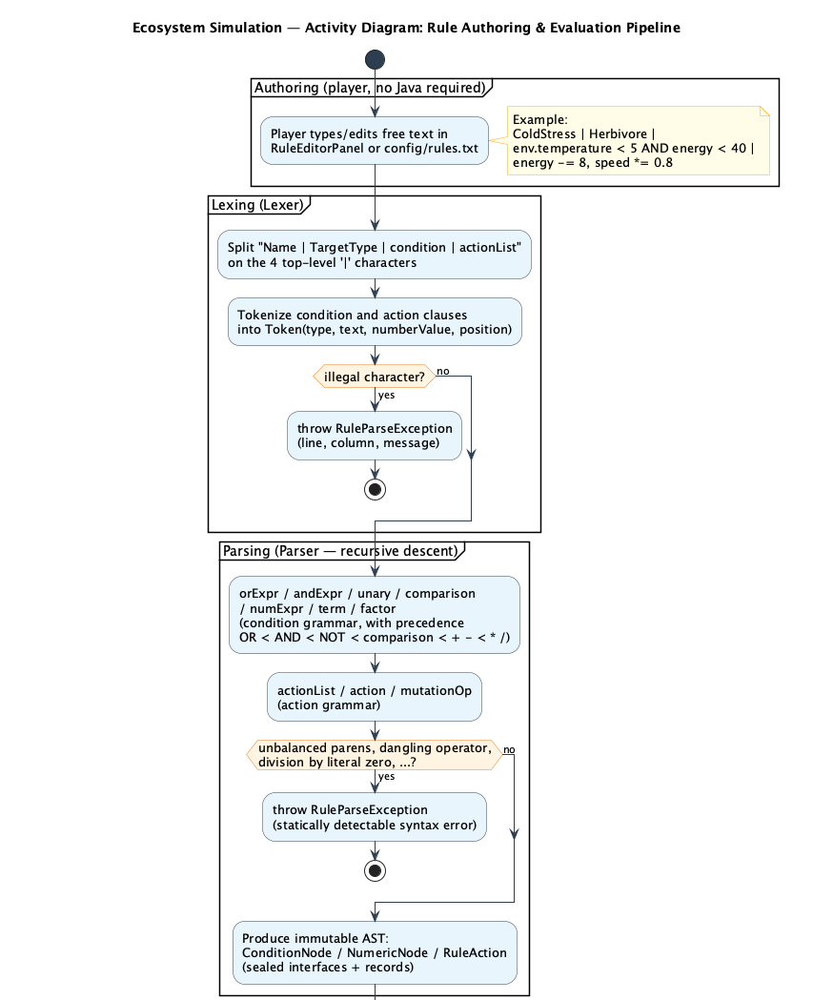 Ecosystem Simulation — Activity Diagram: Rule Authoring & Evaluation Pipeline
Authoring (player, no Java required)
Player types/edits free text in
RuleEditorPanel or config/rules.txt
Example:
ColdStress | Herbivore |
env.temperature < 5 AND energy < 40 |
energy -= 8, speed *= 0.8
Lexing (Lexer)
Split "Name | TargetType | condition | actionList"
on the 4 top-level '|' characters
Tokenize condition and action clauses
into Token(type, text, numberValue, position)
illegal character?
no
yes
throw RuleParseException
(line, column, message)
Parsing (Parser — recursive descent)
orExpr / andExpr / unary / comparison
/ numExpr / term / factor
(condition grammar, with precedence
OR < AND < NOT < comparison < + - < * /)
actionList / action / mutationOp
(action grammar)
unbalanced parens, dangling operator,
division by literal zero, ...?
no
yes
throw RuleParseException
(statically detectable syntax error)
Produce immutable AST:
ConditionNode / NumericNode / RuleAction
(sealed interfaces + records)